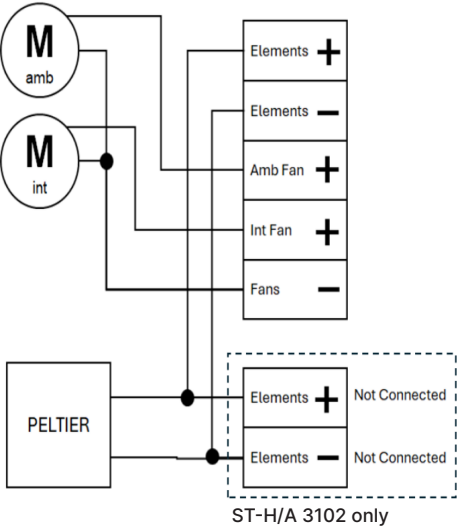 M
amb
M
int
Elements +
Elements −
Amb Fan +
Int Fan +
Fans −
PELTIER
Elements + Not Connected
Elements − Not Connected
ST-H/A 3102 only